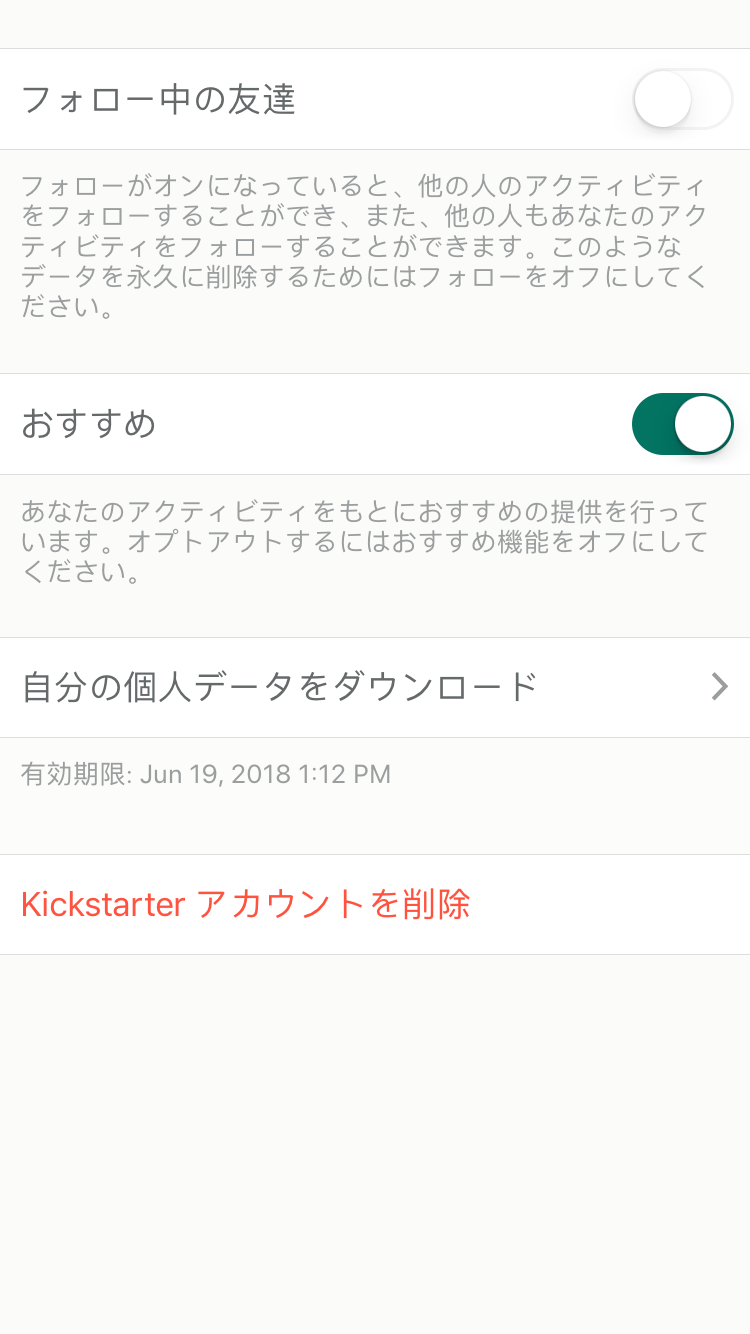 フォロー中の友達
フォローがオンになっていると、他の人のアクティビティ
をフォローすることができ、また、他の人もあなたのアク
ティビティをフォローすることができます。このような
データを永久に削除するためにはフォローをオフにしてく
ださい。
おすすめ
あなたのアクティビティをもとにおすすめの提供を行って
います。オプトアウトするにはおすすめ機能をオフにして
ください。
自分の個人データをダウンロード
有効期限: Jun 19, 2018 1:12 PM
Kickstarter アカウントを削除